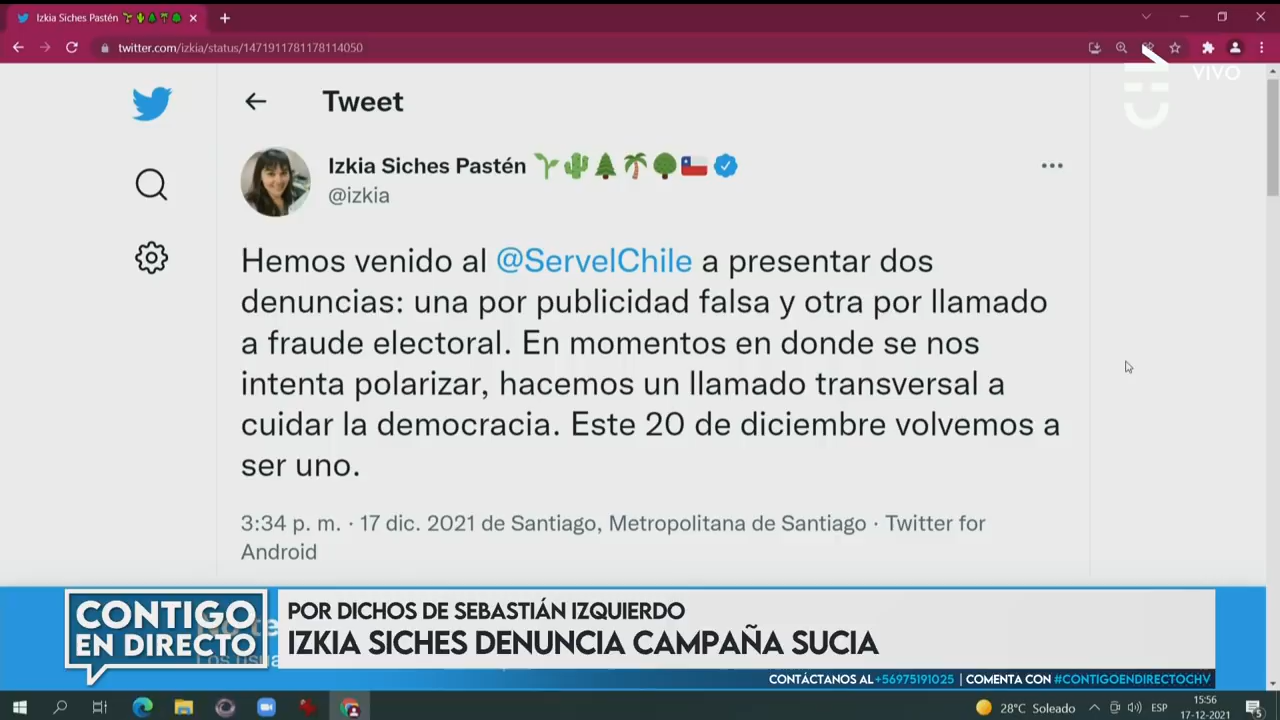 Izkia Siches Pastén
twitter.com/izkia/status/1471911781178114050
CHV
VIVO
Tweet
Izkia Siches Pastén
@izkia
Hemos venido al @ServelChile a presentar dos
denuncias: una por publicidad falsa y otra por llamado
a fraude electoral. En momentos en donde se nos
intenta polarizar, hacemos un llamado transversal a
cuidar la democracia. Este 20 de diciembre volvemos a
ser uno.
3:34 p. m. · 17 dic. 2021 de Santiago, Metropolitana de Santiago · Twitter for
Android
CONTIGO
EN DIRECTO
POR DICHOS DE SEBASTIÁN IZQUIERDO
IZKIA SICHES DENUNCIA CAMPAÑA SUCIA
CONTÁCTANOS AL +56975191025 | COMENTA CON #CONTIGOENDIRECTOCHV
28°C Soleado
ESP
15:56
17-12-2021
5